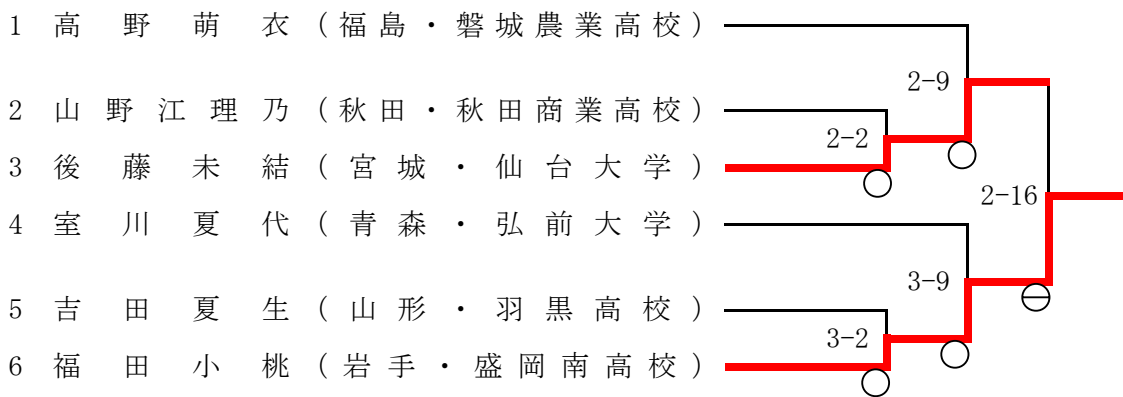 1 高野萌衣(福島・磐城農業高校)
2-9
2 山野江理乃(秋田・秋田商業高校)
2-2
3 後藤未結(宮城・仙台大学)
2-16
4 室川夏代(青森・弘前大学)
3-9
5 吉田夏生(山形・羽黒高校)
3-2
6 福田小桃(岩手・盛岡南高校)